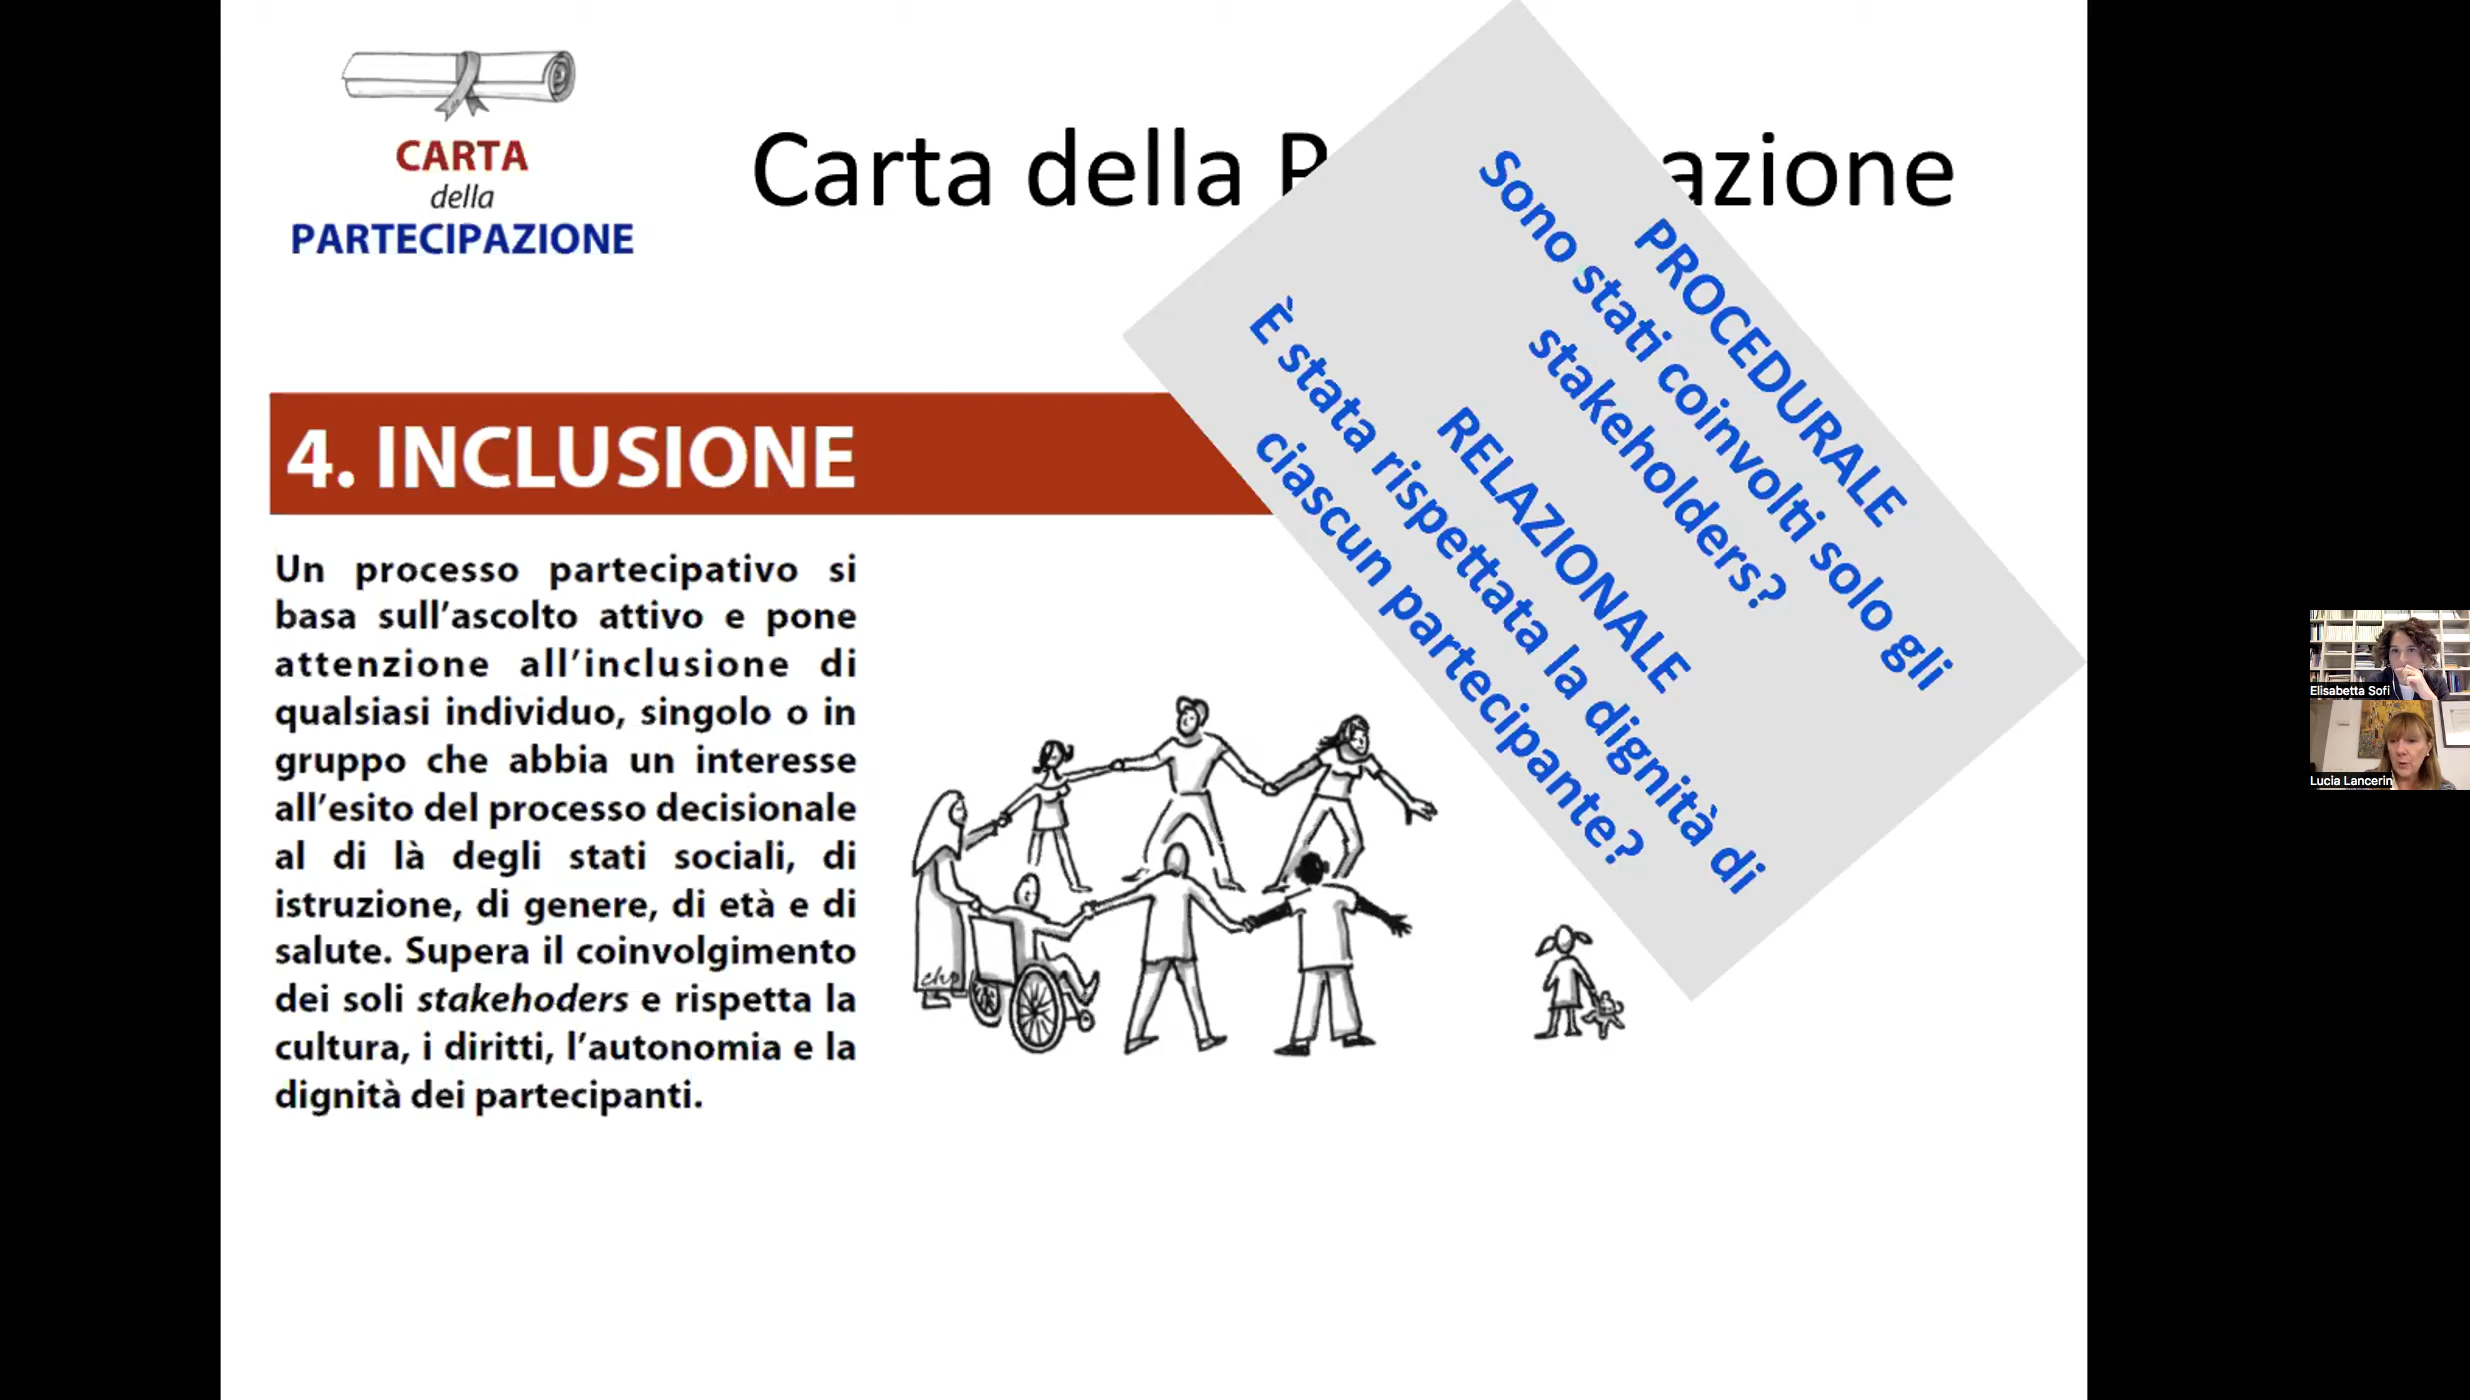 CARTA
della
PARTECIPAZIONE
Carta della P azione
4. INCLUSIONE
Un processo partecipativo si
basa sull'ascolto attivo e pone
attenzione all'inclusione di
qualsiasi individuo, singolo o in
gruppo che abbia un interesse
all'esito del processo decisionale
al di là degli stati sociali, di
istruzione, di genere, di età e di
salute. Supera il coinvolgimento
dei soli stakehoders e rispetta la
cultura, i diritti, l'autonomia e la
dignità dei partecipanti.
PROCEDURALE
Sono stati coinvolti solo gli
stakeholders?
RELAZIONALE
È stata rispettata la dignità di
ciascun partecipante?
chp
Elisabetta Sofi
Lucia Lancerin